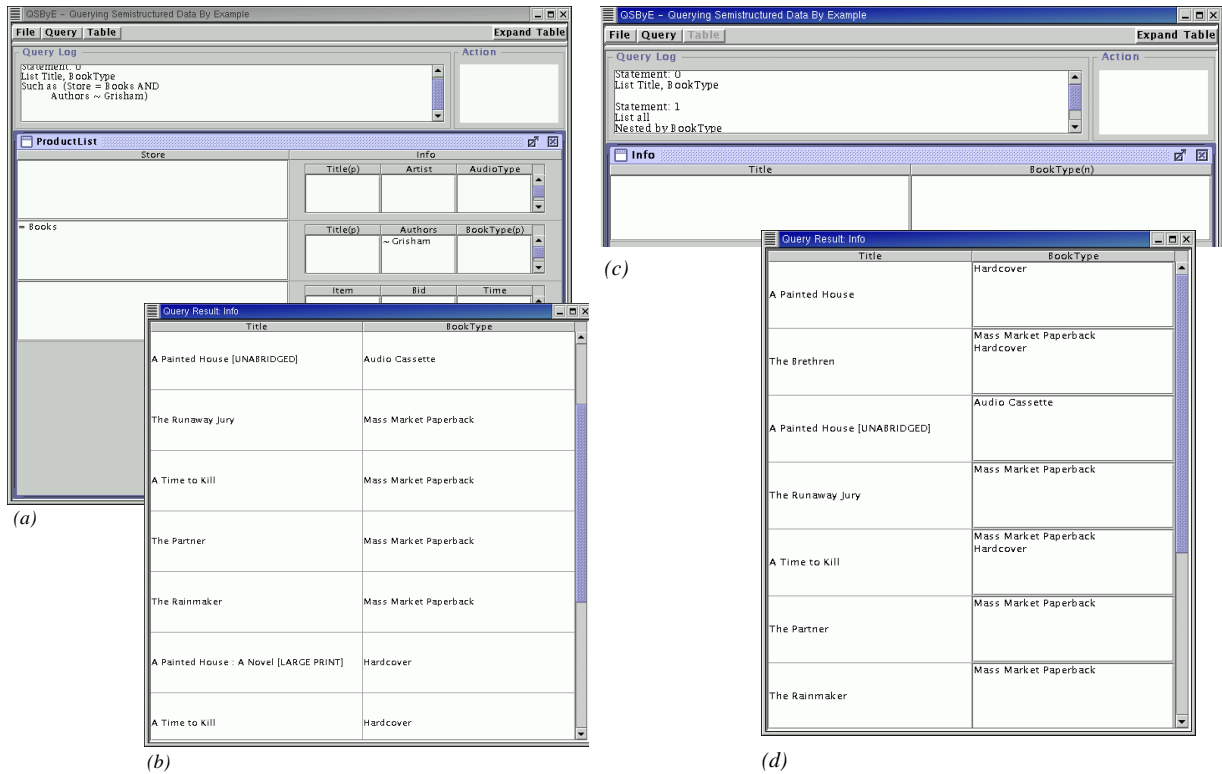 QSByE - Querying Semistructured Data By Example
File Query Table Expand Table
Query Log
Action
Statement: 0
List Title, BookType
Such as (Store = Books AND
Authors ~ Grisham)
ProductList
Store Info
Title(p) Artist AudioType
= Books
Title(p) Authors BookType(p)
~ Grisham
Item Bid Time
(a)
Query Result: Info
Title BookType
A Painted House [UNABRIDGED] Audio Cassette
The Runaway Jury Mass Market Paperback
A Time to Kill Mass Market Paperback
The Partner Mass Market Paperback
The Rainmaker Mass Market Paperback
A Painted House : A Novel [LARGE PRINT] Hardcover
A Time to Kill Hardcover
(b)
QSByE - Querying Semistructured Data By Example
File Query Table Expand Table
Query Log
Action
Statement: 0
List Title, BookType
Statement: 1
List all
Nested by BookType
Info
Title BookType(n)
(c)
Query Result: Info
Title BookType
A Painted House Hardcover
The Brethren Mass Market Paperback
Hardcover
A Painted House [UNABRIDGED] Audio Cassette
The Runaway Jury Mass Market Paperback
A Time to Kill Mass Market Paperback
Hardcover
The Partner Mass Market Paperback
The Rainmaker Mass Market Paperback
(d)